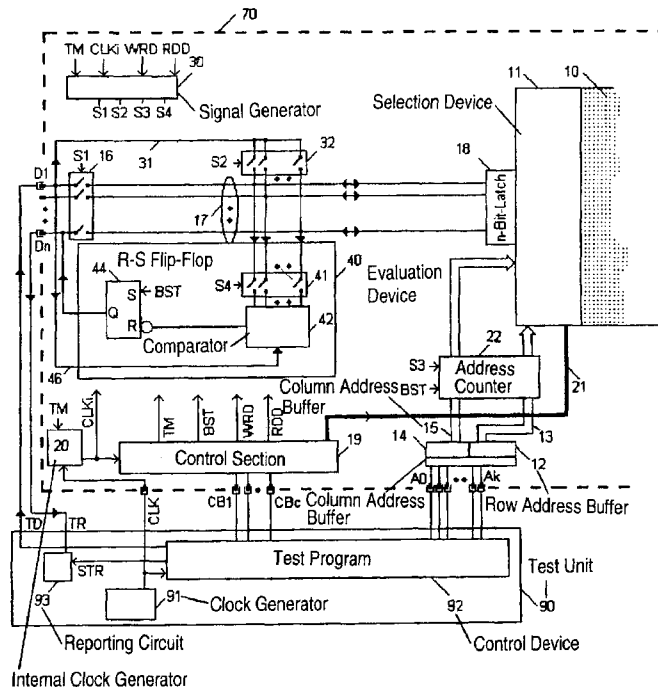 70
TM CLKi WRD RDD
30
S1 S2 S3 S4
Signal Generator
11
10
Selection Device
31
32
S1 16
S2
18
D1
Dn
17
n-Bit-Latch
R-S Flip-Flop
40
44
S
BST
Q
R
S4
41
42
Comparator
Evaluation Device
46
22
S3
BST
Address Counter
21
Column Address Buffer
15
13
TM
CLKi
TM
BST
WRD
RDD
20
19
Control Section
14
12
A0
Ak
CLK
CB1
CBc
Column Address Buffer
Row Address Buffer
TD
TR
Test Program
STR
93
91
Clock Generator
92
Test Unit
90
Reporting Circuit
Control Device
Internal Clock Generator